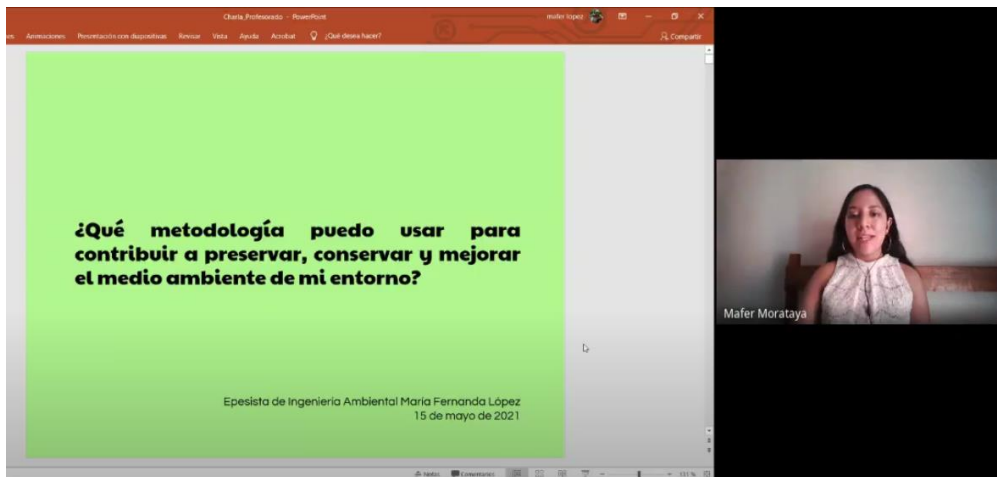 Charla_Profesorado - PowerPoint
mafer lopez
Animaciones Presentación con diapositivas Revisar Vista Ayuda Acrobat ¿Qué desea hacer?
Compartir
¿Qué metodología puedo usar para
contribuir a preservar, conservar y mejorar
el medio ambiente de mi entorno?
Epesista de Ingeniería Ambiental María Fernanda López
15 de mayo de 2021
Mafer Morataya
Notas Comentarios